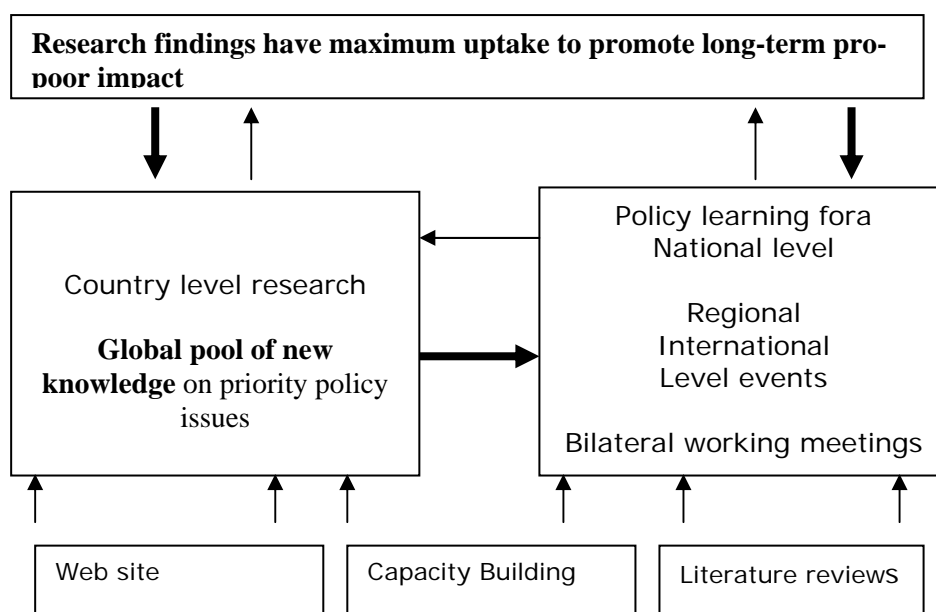 Research findings have maximum uptake to promote long-term pro-
poor impact
Country level research
Global pool of new
knowledge on priority policy
issues
Policy learning fora
National level
Regional
International
Level events
Bilateral working meetings
Web site
Capacity Building
Literature reviews